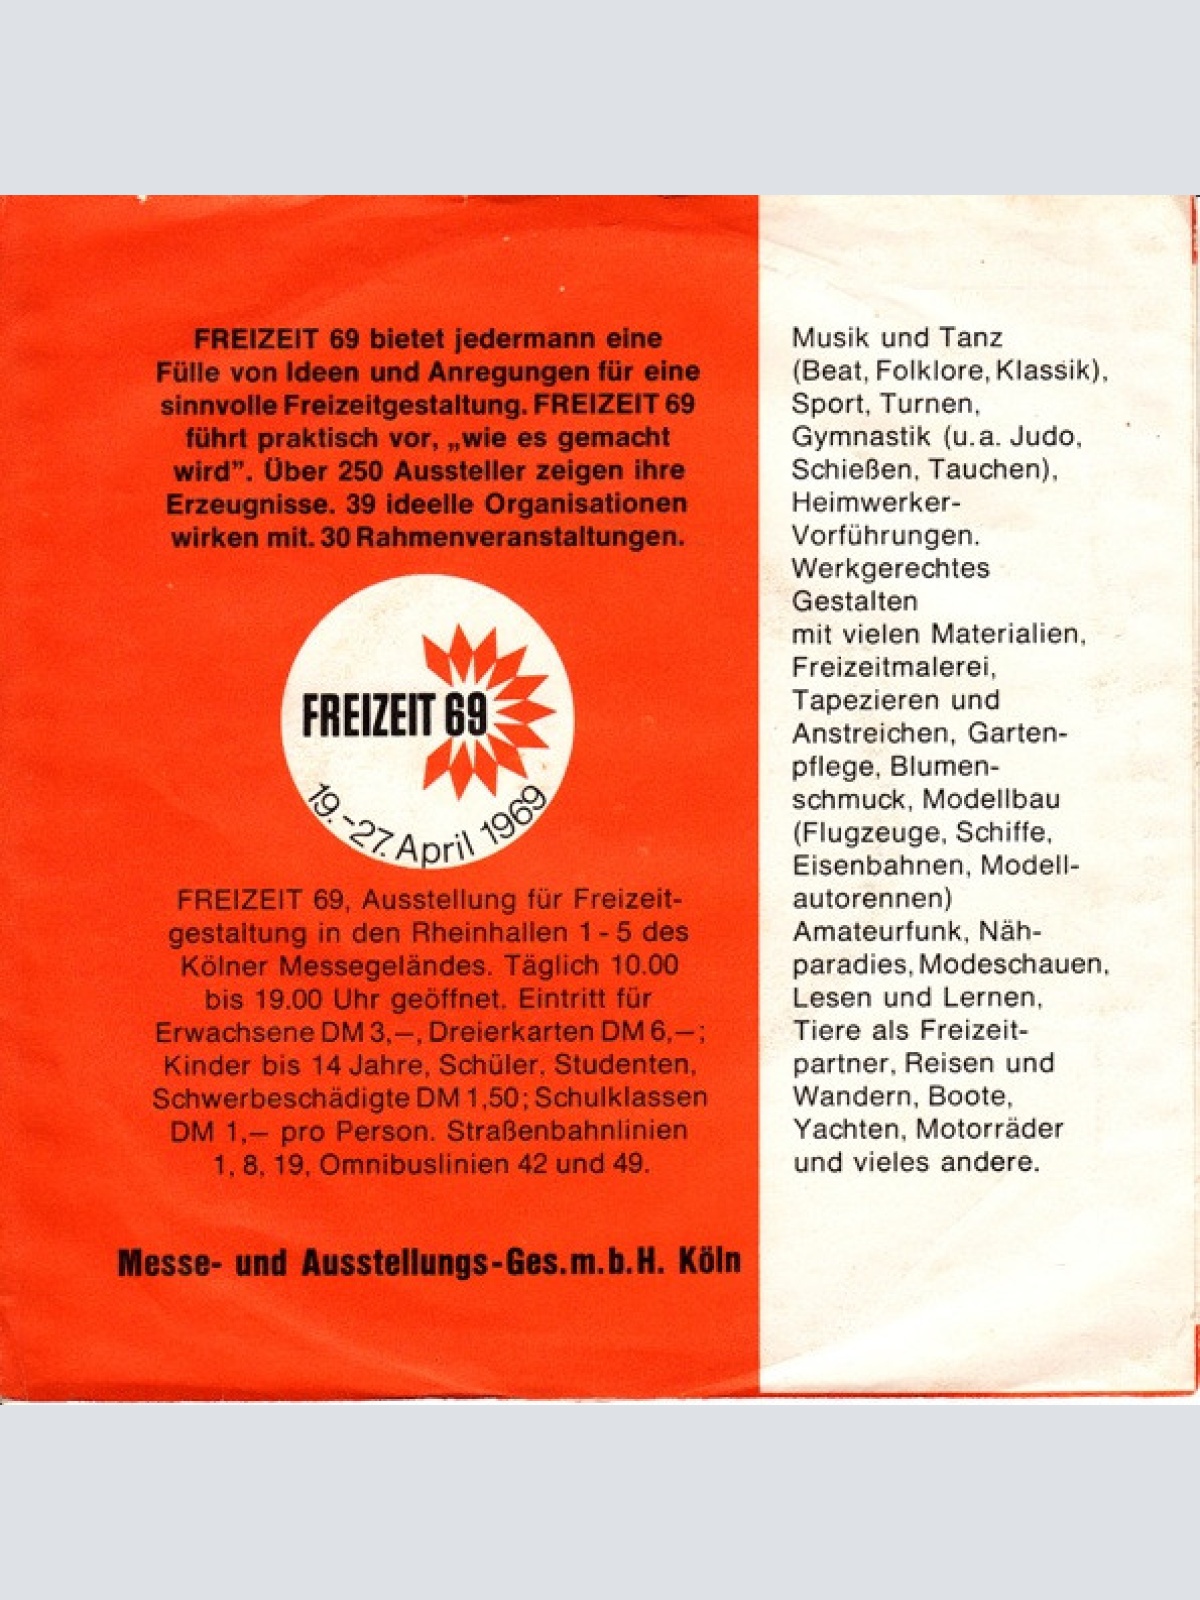 FREIZEIT 69 bietet jedermann eine
Fülle von Ideen und Anregungen für eine
sinnvolle Freizeitgestaltung. FREIZEIT 69
führt praktisch vor, „wie es gemacht
wird”. Über 250 Aussteller zeigen ihre
Erzeugnisse. 39 ideelle Organisationen
wirken mit. 30 Rahmenveranstaltungen.
FREIZEIT 69
19.-27. April 1969
FREIZEIT 69, Ausstellung für Freizeit-
gestaltung in den Rheinhallen 1 - 5 des
Kölner Messegeländes. Täglich 10.00
bis 19.00 Uhr geöffnet. Eintritt für
Erwachsene DM 3,—, Dreierkarten DM 6,—;
Kinder bis 14 Jahre, Schüler, Studenten,
Schwerbeschädigte DM 1,50; Schulklassen
DM 1,— pro Person. Straßenbahnlinien
1, 8, 19, Omnibuslinien 42 und 49.
Messe- und Ausstellungs-Ges.m.b.H. Köln
Musik und Tanz
(Beat, Folklore, Klassik),
Sport, Turnen,
Gymnastik (u.a. Judo,
Schießen, Tauchen),
Heimwerker-
Vorführungen.
Werkgerechtes
Gestalten
mit vielen Materialien,
Freizeitmalerei,
Tapezieren und
Anstreichen, Garten-
pflege, Blumen-
schmuck, Modellbau
(Flugzeuge, Schiffe,
Eisenbahnen, Modell-
autorennen)
Amateurfunk, Näh-
paradies, Modeschauen,
Lesen und Lernen,
Tiere als Freizeit-
partner, Reisen und
Wandern, Boote,
Yachten, Motorräder
und vieles andere.